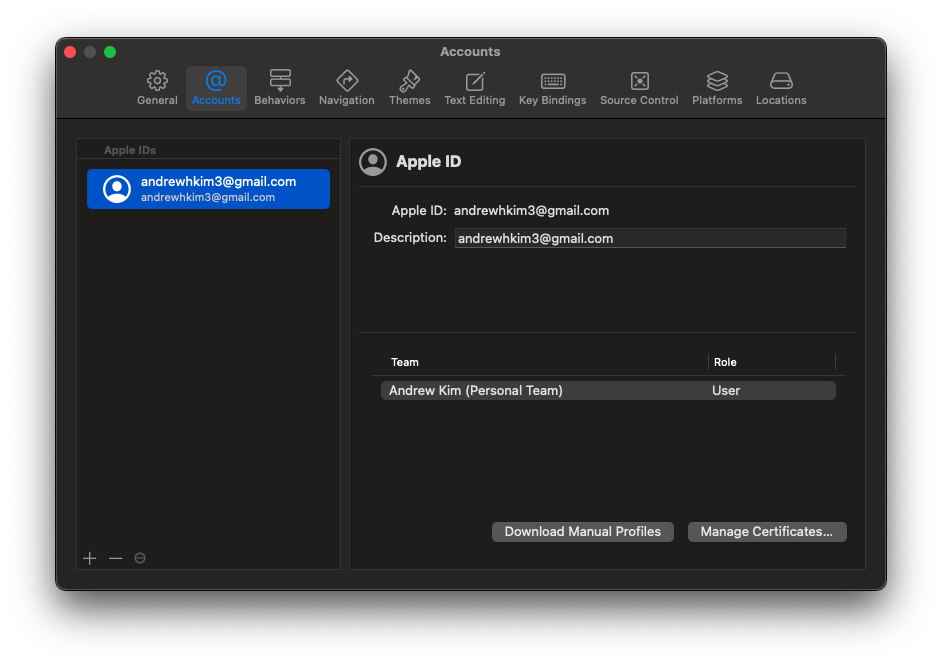 Accounts
General Accounts Behaviors Navigation Themes Text Editing Key Bindings Source Control Platforms Locations
Apple IDs
andrewhkim3@gmail.com
andrewhkim3@gmail.com
Apple ID
Apple ID: andrewhkim3@gmail.com
Description: andrewhkim3@gmail.com
Team Role
Andrew Kim (Personal Team) User
Download Manual Profiles Manage Certificates...